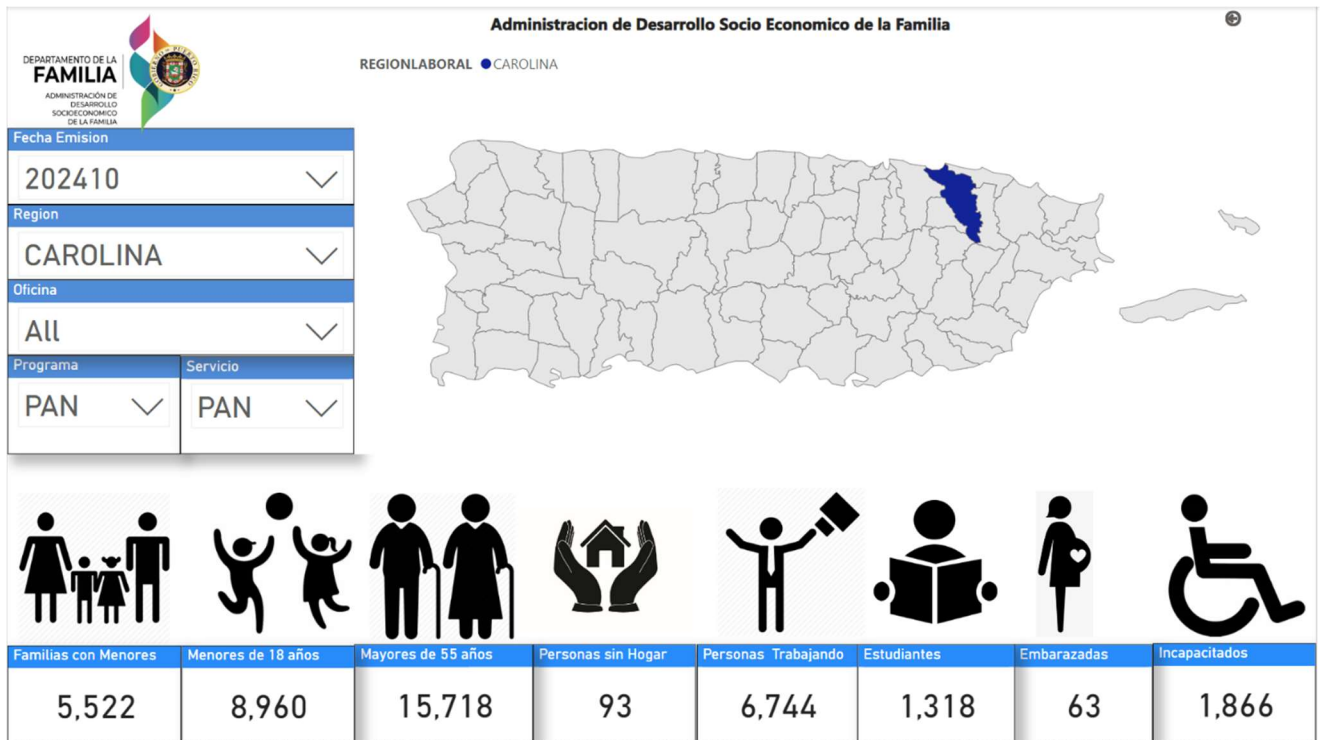 Administracion de Desarrollo Socio Economico de la Familia
DEPARTAMENTO DE LA
FAMILIA
ADMINISTRACIÓN DE
DESARROLLO
SOCIOECONOMICO
DE LA FAMILIA
REGIONLABORAL CAROLINA
Fecha Emision
202410
Region
CAROLINA
Oficina
All
Programa
Servicio
PAN
PAN
Familias con Menores
Menores de 18 años
Mayores de 55 años
Personas sin Hogar
Personas Trabajando
Estudiantes
Embarazadas
Incapacitados
5,522
8,960
15,718
93
6,744
1,318
63
1,866